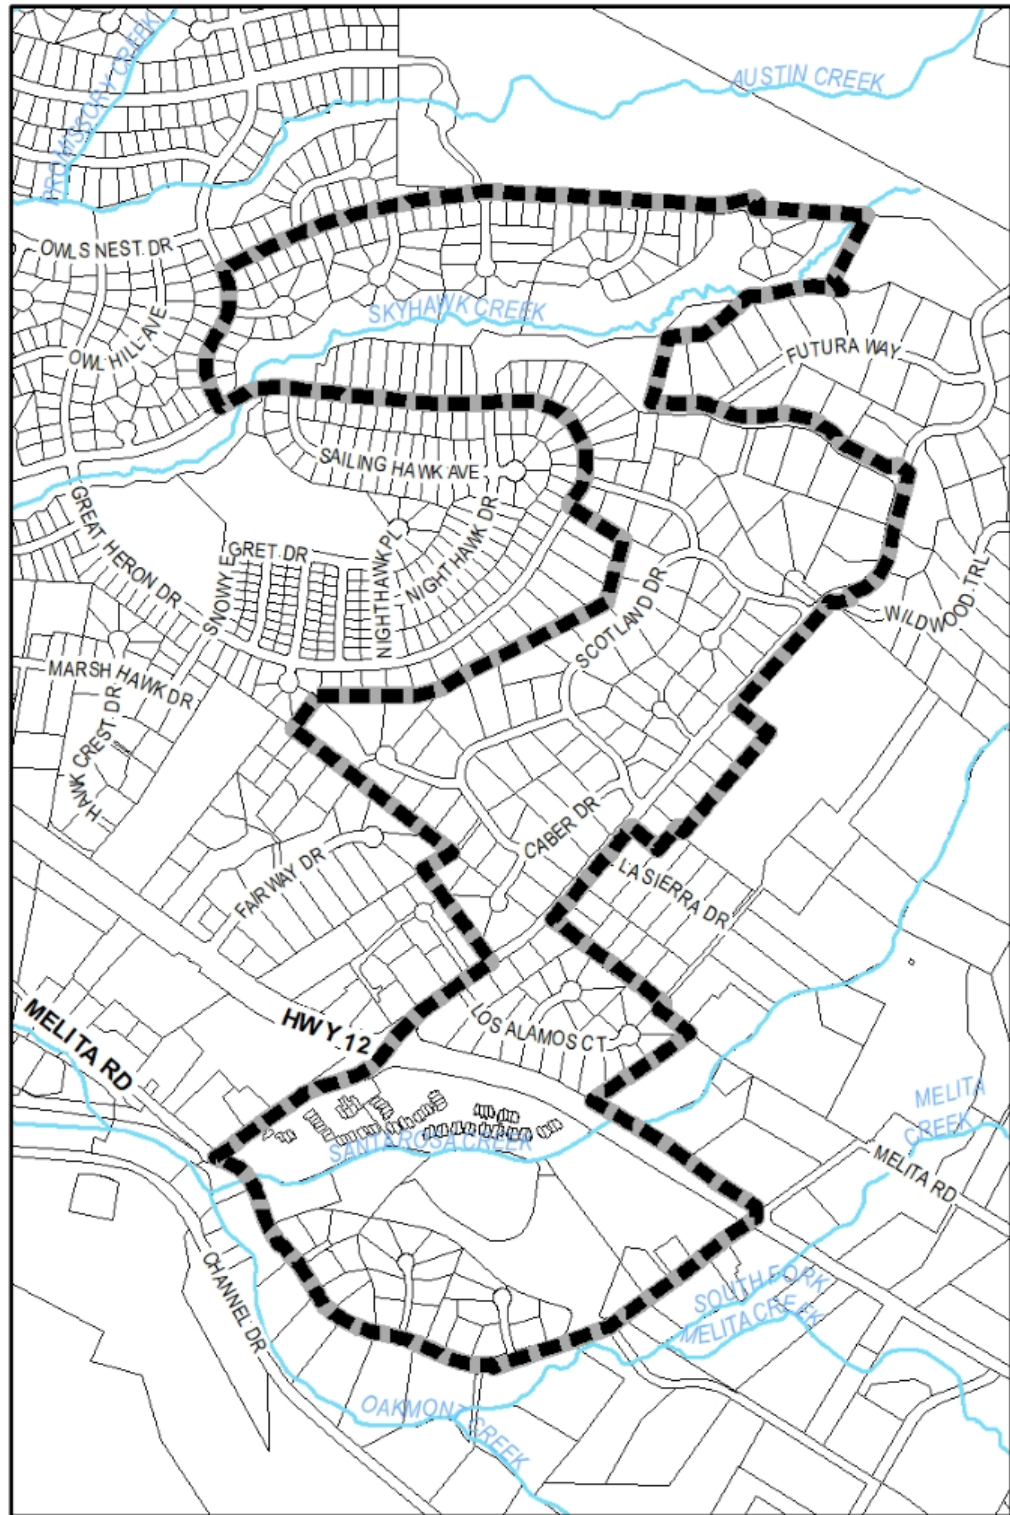 PROMISSORY CREEK
AUSTIN CREEK
OWLS NEST DR
SKYHAWK CREEK
OWL HILL AVE
FUTURA WAY
SAILING HAWK AVE
GREAT HERON DR
SNOWY EGRET DR
NIGHTHAWK PL
NIGHT HAWK DR
WILDWOOD TRL
SCOTLAND DR
MARSH HAWK DR
HAWK CREST DR
CABER DR
FAIRWAY DR
LA SIERRA DR
MELITA RD
HWY 12
LOS ALAMOS CT
MELITA
CREEK
SANTA ROSA CREEK
MELITA RD
CHANNEL DR
SOUTH FORK
MELITA CREEK
OAKMONT CREEK